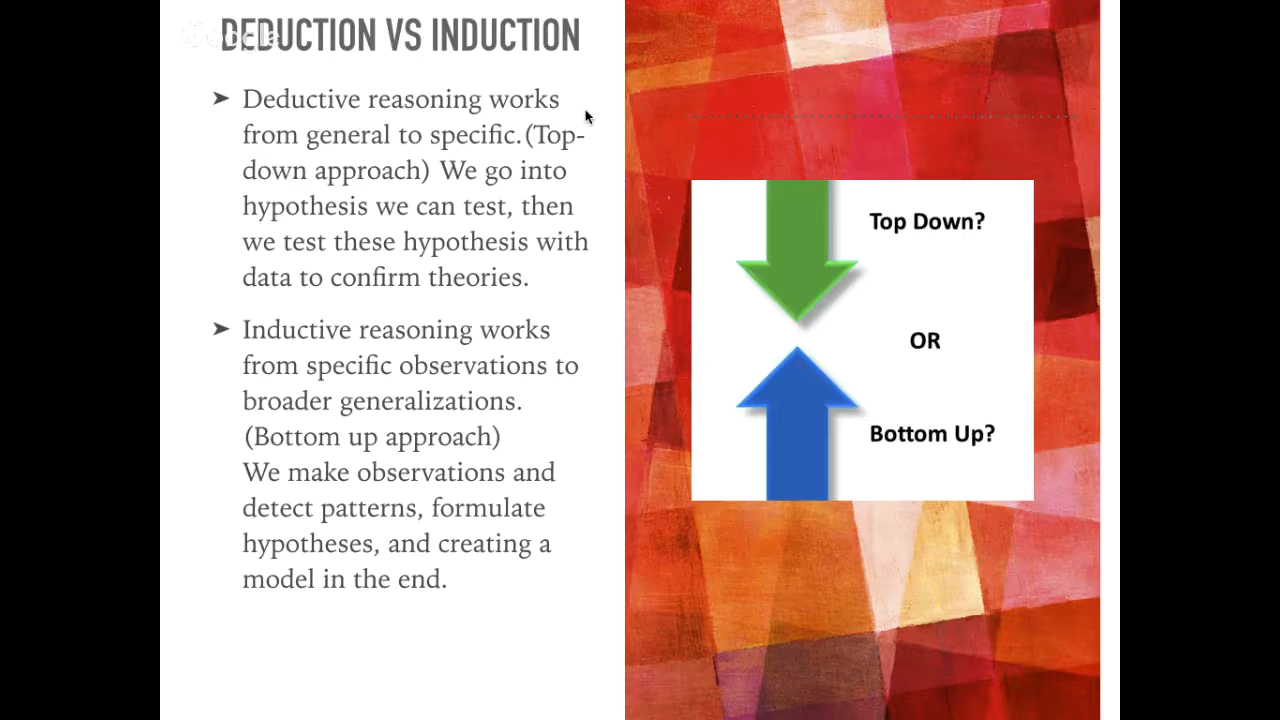 DEDUCTION VS INDUCTION
➤ Deductive reasoning works
from general to specific.(Top-
down approach) We go into
hypothesis we can test, then
we test these hypothesis with
data to confirm theories.
➤ Inductive reasoning works
from specific observations to
broader generalizations.
(Bottom up approach)
We make observations and
detect patterns, formulate
hypotheses, and creating a
model in the end.
Top Down?
OR
Bottom Up?